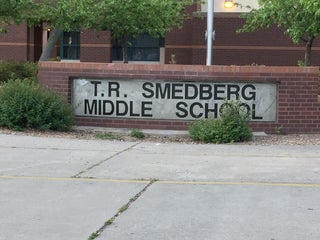 T.R. SMEDBERG
MIDDLE SCHOOL